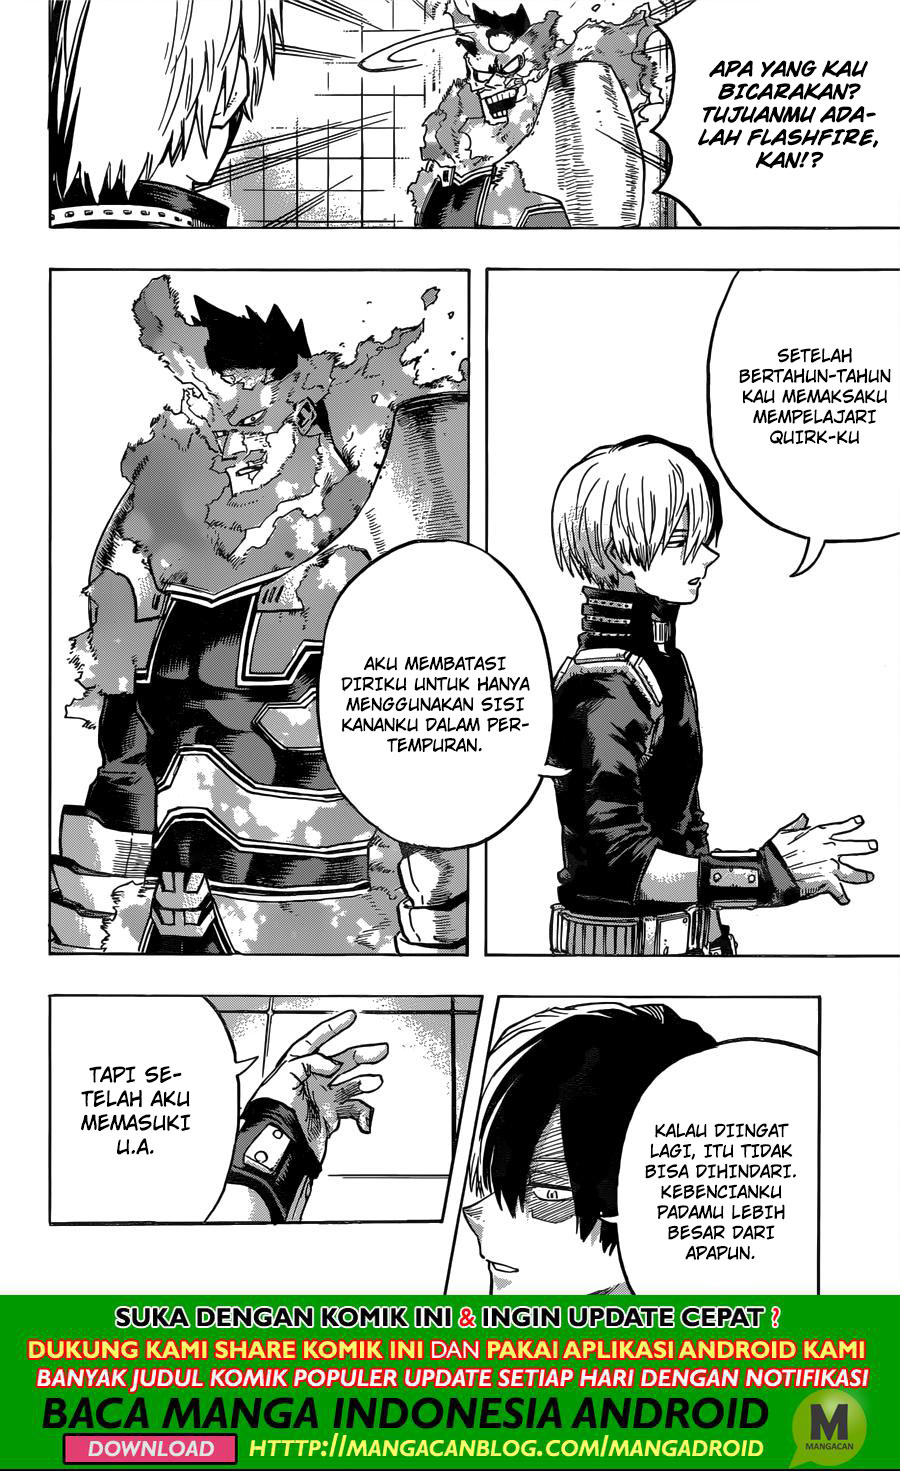 APA YANG KAU
BICARAKAN?
TUJUANMU ADA-
LAH FLASHFIRE,
KAN!?
SETELAH
BERTAHUN-TAHUN
KAU MEMAKSAKU
MEMPELAJARI
QUIRK-KU
AKU MEMBATASI
DIRIKU UNTUK HANYA
MENGGUNAKAN SISI
KANANKU DALAM PER-
TEMPURAN.
TAPI SE-
TELAH AKU
MEMASUKI
U.A.
KALAU DIINGAT
LAGI, ITU TIDAK
BISA DIHINDARI.
KEBENCIANKU
PADAMU LEBIH
BESAR DARI
APAPUN.
SUKA DENGAN KOMIK INI & INGIN UPDATE CEPAT ?
DUKUNG KAMI SHARE KOMIK INI DAN PAKAI APLIKASI ANDROID KAMI
BANYAK JUDUL KOMIK POPULER UPDATE SETIAP HARI DENGAN NOTIFIKASI
BACA MANGA INDONESIA ANDROID
DOWNLOAD HTTTP://MANGACANBLOG.COM/MANGADROID
M
MANGACAN